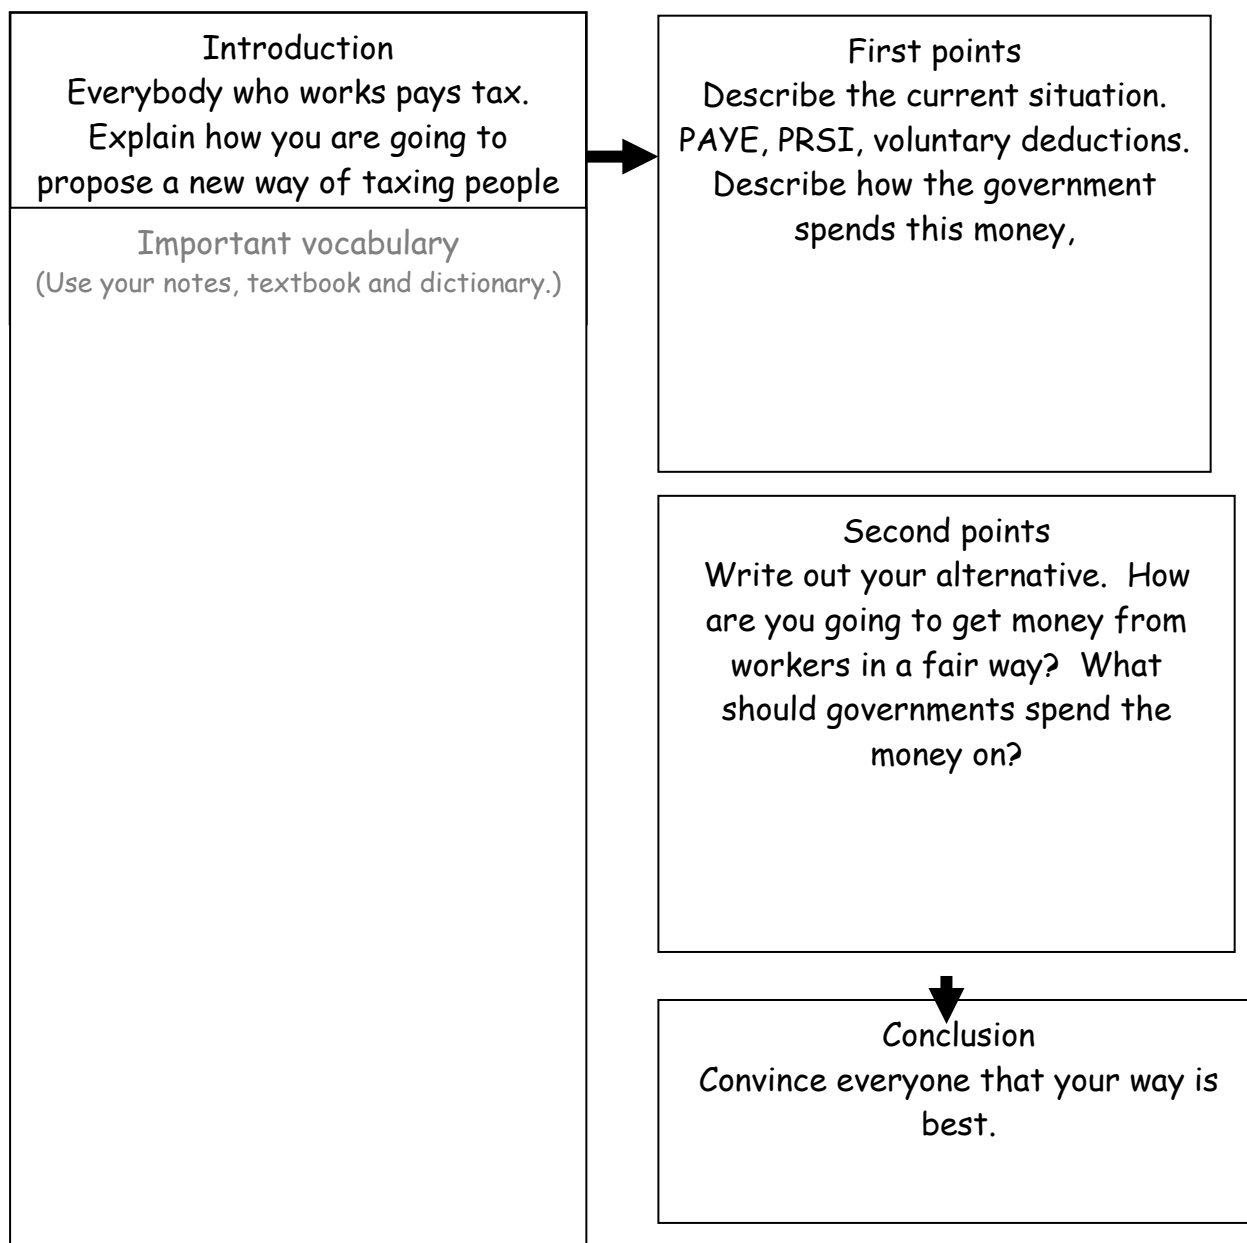 Introduction
Everybody who works pays tax.
Explain how you are going to
propose a new way of taxing people
Important vocabulary
(Use your notes, textbook and dictionary.)
First points
Describe the current situation.
PAYE, PRSI, voluntary deductions.
Describe how the government
spends this money,
Second points
Write out your alternative.  How
are you going to get money from
workers in a fair way?  What
should governments spend the
money on?
Conclusion
Convince everyone that your way is
best.